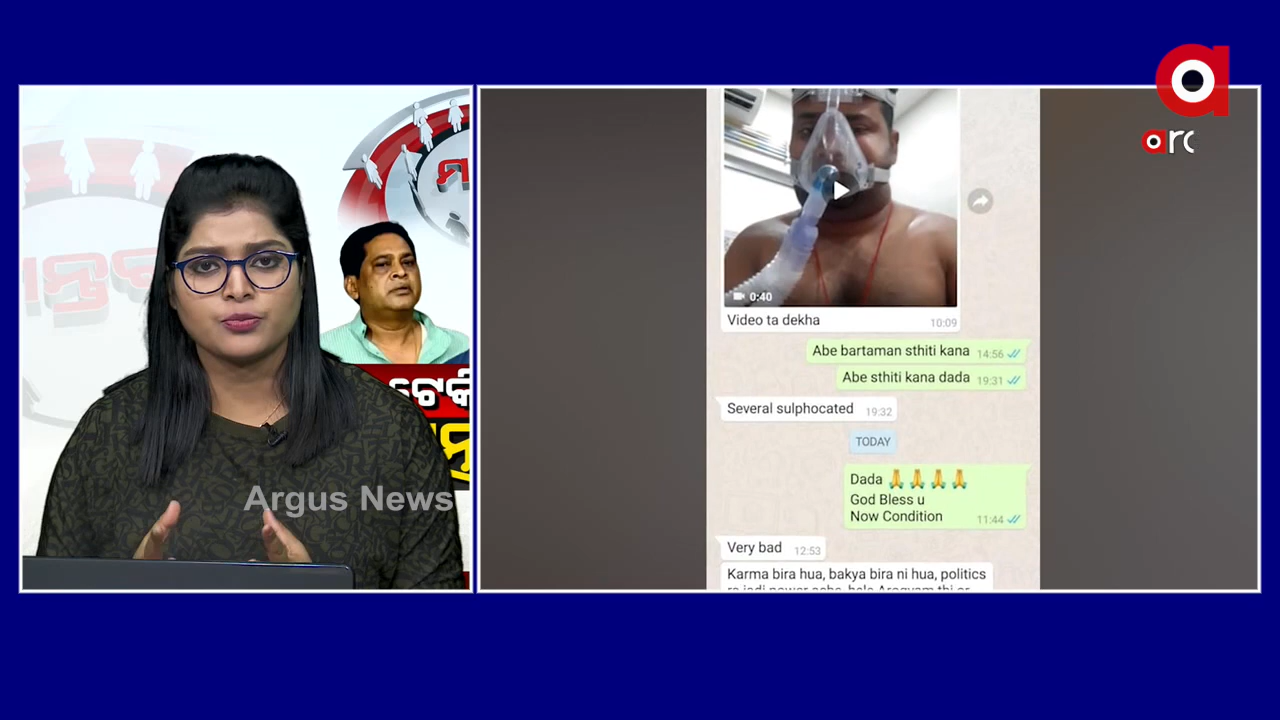 ଟେକି
Argus News
arc
0:40
Video ta dekha 10:09
Abe bartaman sthiti kana 14:56
Abe sthiti kana dada 19:31
Several sulphocated 19:32
TODAY
Dada 🙏 🙏 🙏 🙏
God Bless u
Now Condition 11:44
Very bad 12:53
Karma bira hua, bakya bira ni hua, politics